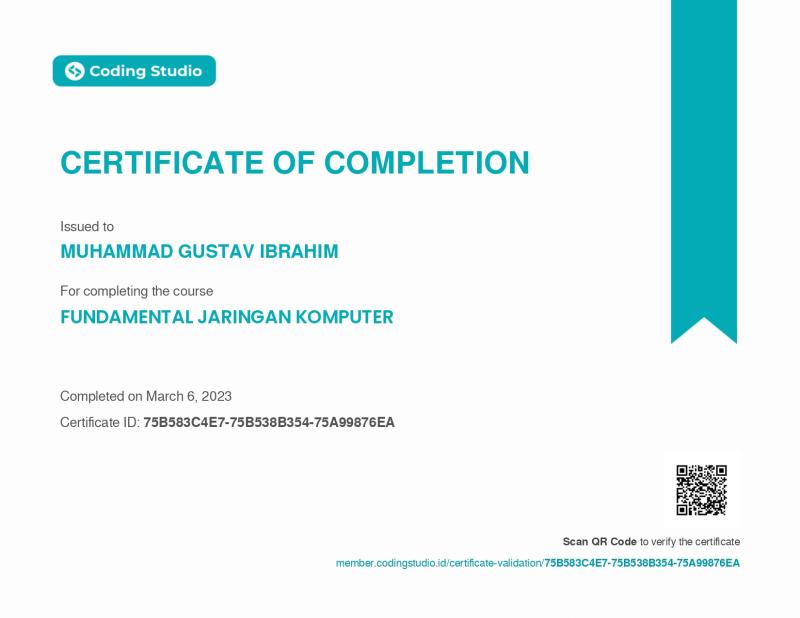 Coding Studio
CERTIFICATE OF COMPLETION
Issued to
MUHAMMAD GUSTAV IBRAHIM
For completing the course
FUNDAMENTAL JARINGAN KOMPUTER
Completed on March 6, 2023
Certificate ID: 75B583C4E7-75B538B354-75A99876EA
Scan QR Code to verify the certificate
member.codingstudio.id/certificate-validation/75B583C4E7-75B538B354-75A99876EA